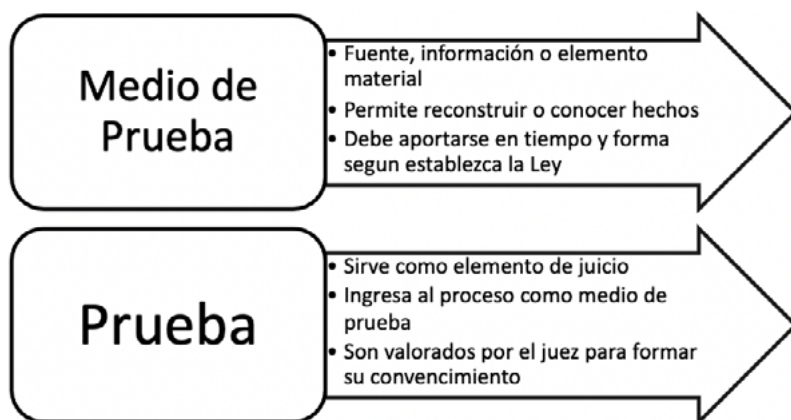 Medio de
Prueba
• Fuente, información o elemento
material
• Permite reconstruir o conocer hechos
• Debe aportarse en tiempo y forma
segun establezca la Ley
Prueba
• Sirve como elemento de juicio
• Ingresa al proceso como medio de
prueba
• Son valorados por el juez para formar
su convencimiento